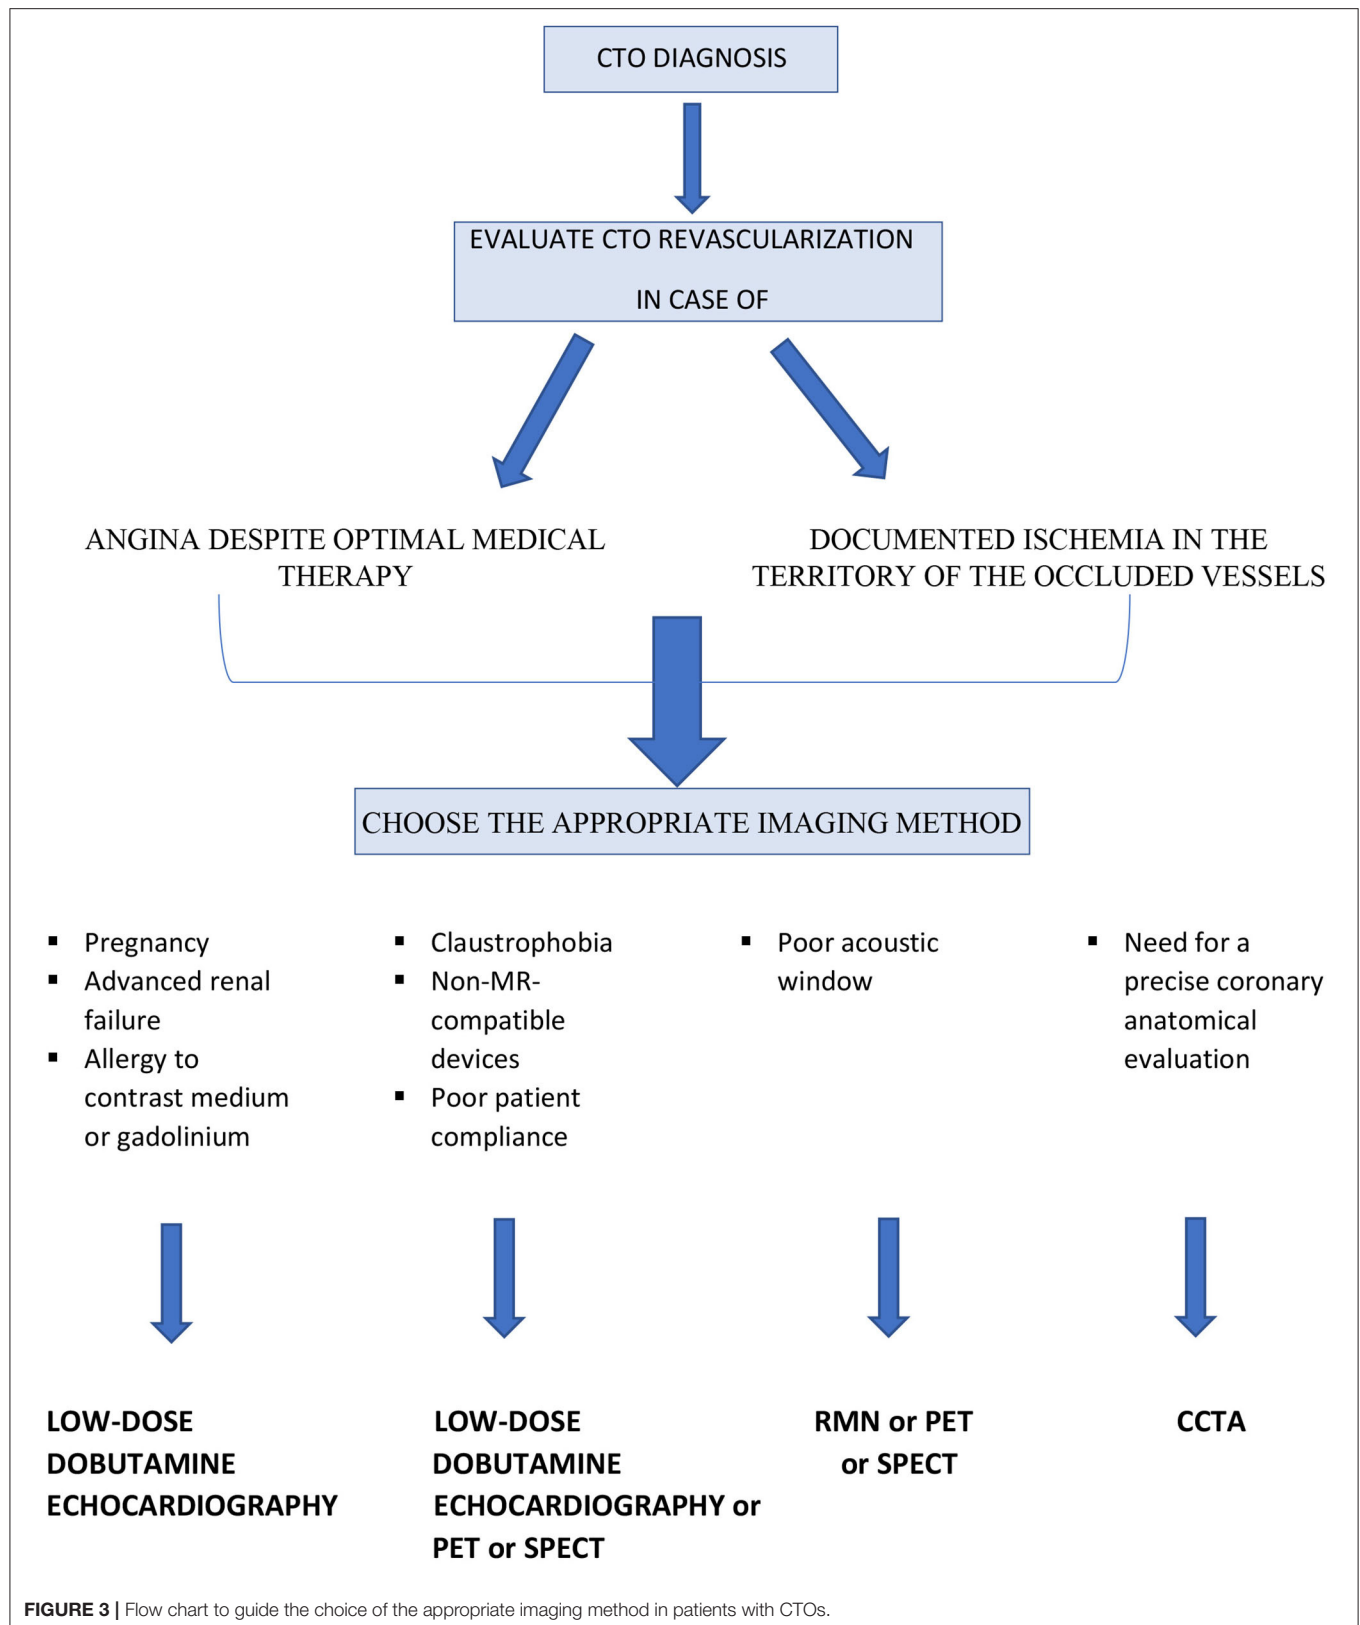 CTO DIAGNOSIS
EVALUATE CTO REVASCULARIZATION
IN CASE OF
ANGINA DESPITE OPTIMAL MEDICAL
THERAPY
DOCUMENTED ISCHEMIA IN THE
TERRITORY OF THE OCCLUDED VESSELS
CHOOSE THE APPROPRIATE IMAGING METHOD
▪ Pregnancy
▪ Advanced renal
failure
▪ Allergy to
contrast medium
or gadolinium
▪ Claustrophobia
▪ Non-MR-
compatible
devices
▪ Poor patient
compliance
▪ Poor acoustic
window
▪ Need for a
precise coronary
anatomical
evaluation
LOW-DOSE
DOBUTAMINE
ECHOCARDIOGRAPHY
LOW-DOSE
DOBUTAMINE
ECHOCARDIOGRAPHY or
PET or SPECT
RMN or PET
or SPECT
CCTA
FIGURE 3 | Flow chart to guide the choice of the appropriate imaging method in patients with CTOs.